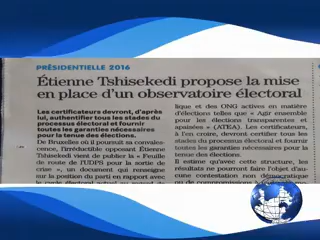 PRÉSIDENTIELLE 2016
Étienne Tshisekedi propose la mise
en place d'un observatoire électoral
Les certificateurs devront, d'après
lui, authentifier tous les stades du
processus électoral et fournir
toutes les garanties nécessaires
pour la tenue des élections.
De Bruxelles où il poursuit sa convales-
cence, l'irréductible opposant Étienne
Tshisekedi vient de publier la « Feuille
de route de l'UDPS pour la sortie de
crise », un document qui renseigne
sur la position du parti en rapport avec
lique et des ONG actives en matière
d'élections telles que « Agir ensemble
pour les élections transparentes et
apaisées » (ATEA). Les certificateurs,
à l'en croire, devront certifier tous les
stades du processus électoral et fournir
toutes les garanties nécessaires pour la
tenue des élections.
Il estime qu'avec cette structure, les
résultats ne pourront faire l'objet d'au-
cune contestation non démocratique